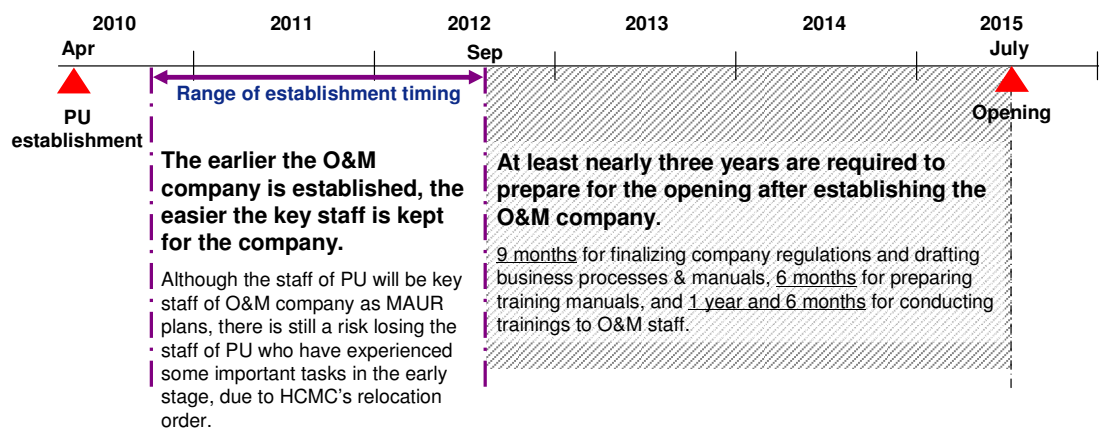 2010 2011 2012 2013 2014 2015
Apr Sep July
Range of establishment timing
PU
establishment
Opening
The earlier the O&M
company is established, the
easier the key staff is kept
for the company.
Although the staff of PU will be key
staff of O&M company as MAUR
plans, there is still a risk losing the
staff of PU who have experienced
some important tasks in the early
stage, due to HCMC's relocation
order.
At least nearly three years are required to
prepare for the opening after establishing the
O&M company.
9 months for finalizing company regulations and drafting
business processes & manuals, 6 months for preparing
training manuals, and 1 year and 6 months for conducting
trainings to O&M staff.